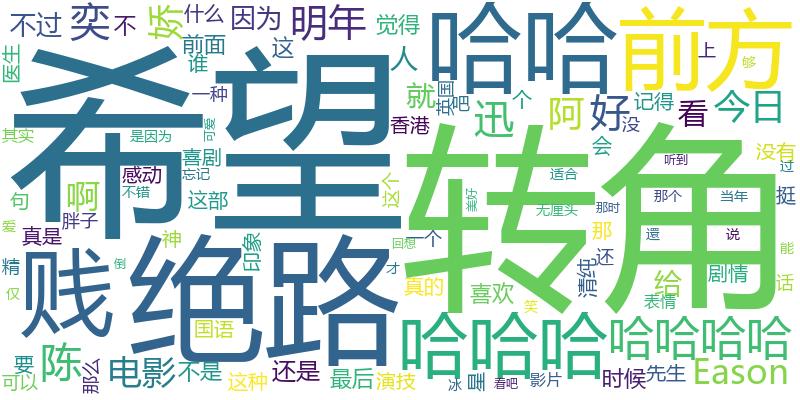 不过
奕
不
娇
因为
什么
明年
哈哈
前方
觉得
人
上
够
医生
前面
这
谁
希望
一种
就
英国
吧
个
迅
阿
好
没
记得
看
今日
香港
其实
是因为
可爱
喜剧
感动
忘记
不错
会
没有
转角
听到
过
句
啊
这部
这个
美好
适合
那个
当年
挺
爱
胖子
无厘头
那时
真是
神
印象
一个
那
還
说
能
回想
贱
绝路
精
倒
才
还
清纯
给
剧情
话
仅
真的
喜欢
表情
国语
笑
哈哈哈
哈哈哈哈
陈
要
那么
可以
电影
不是
这种
还是
最后
演技
冰
星
看吧
影片
时候
先生
Eason